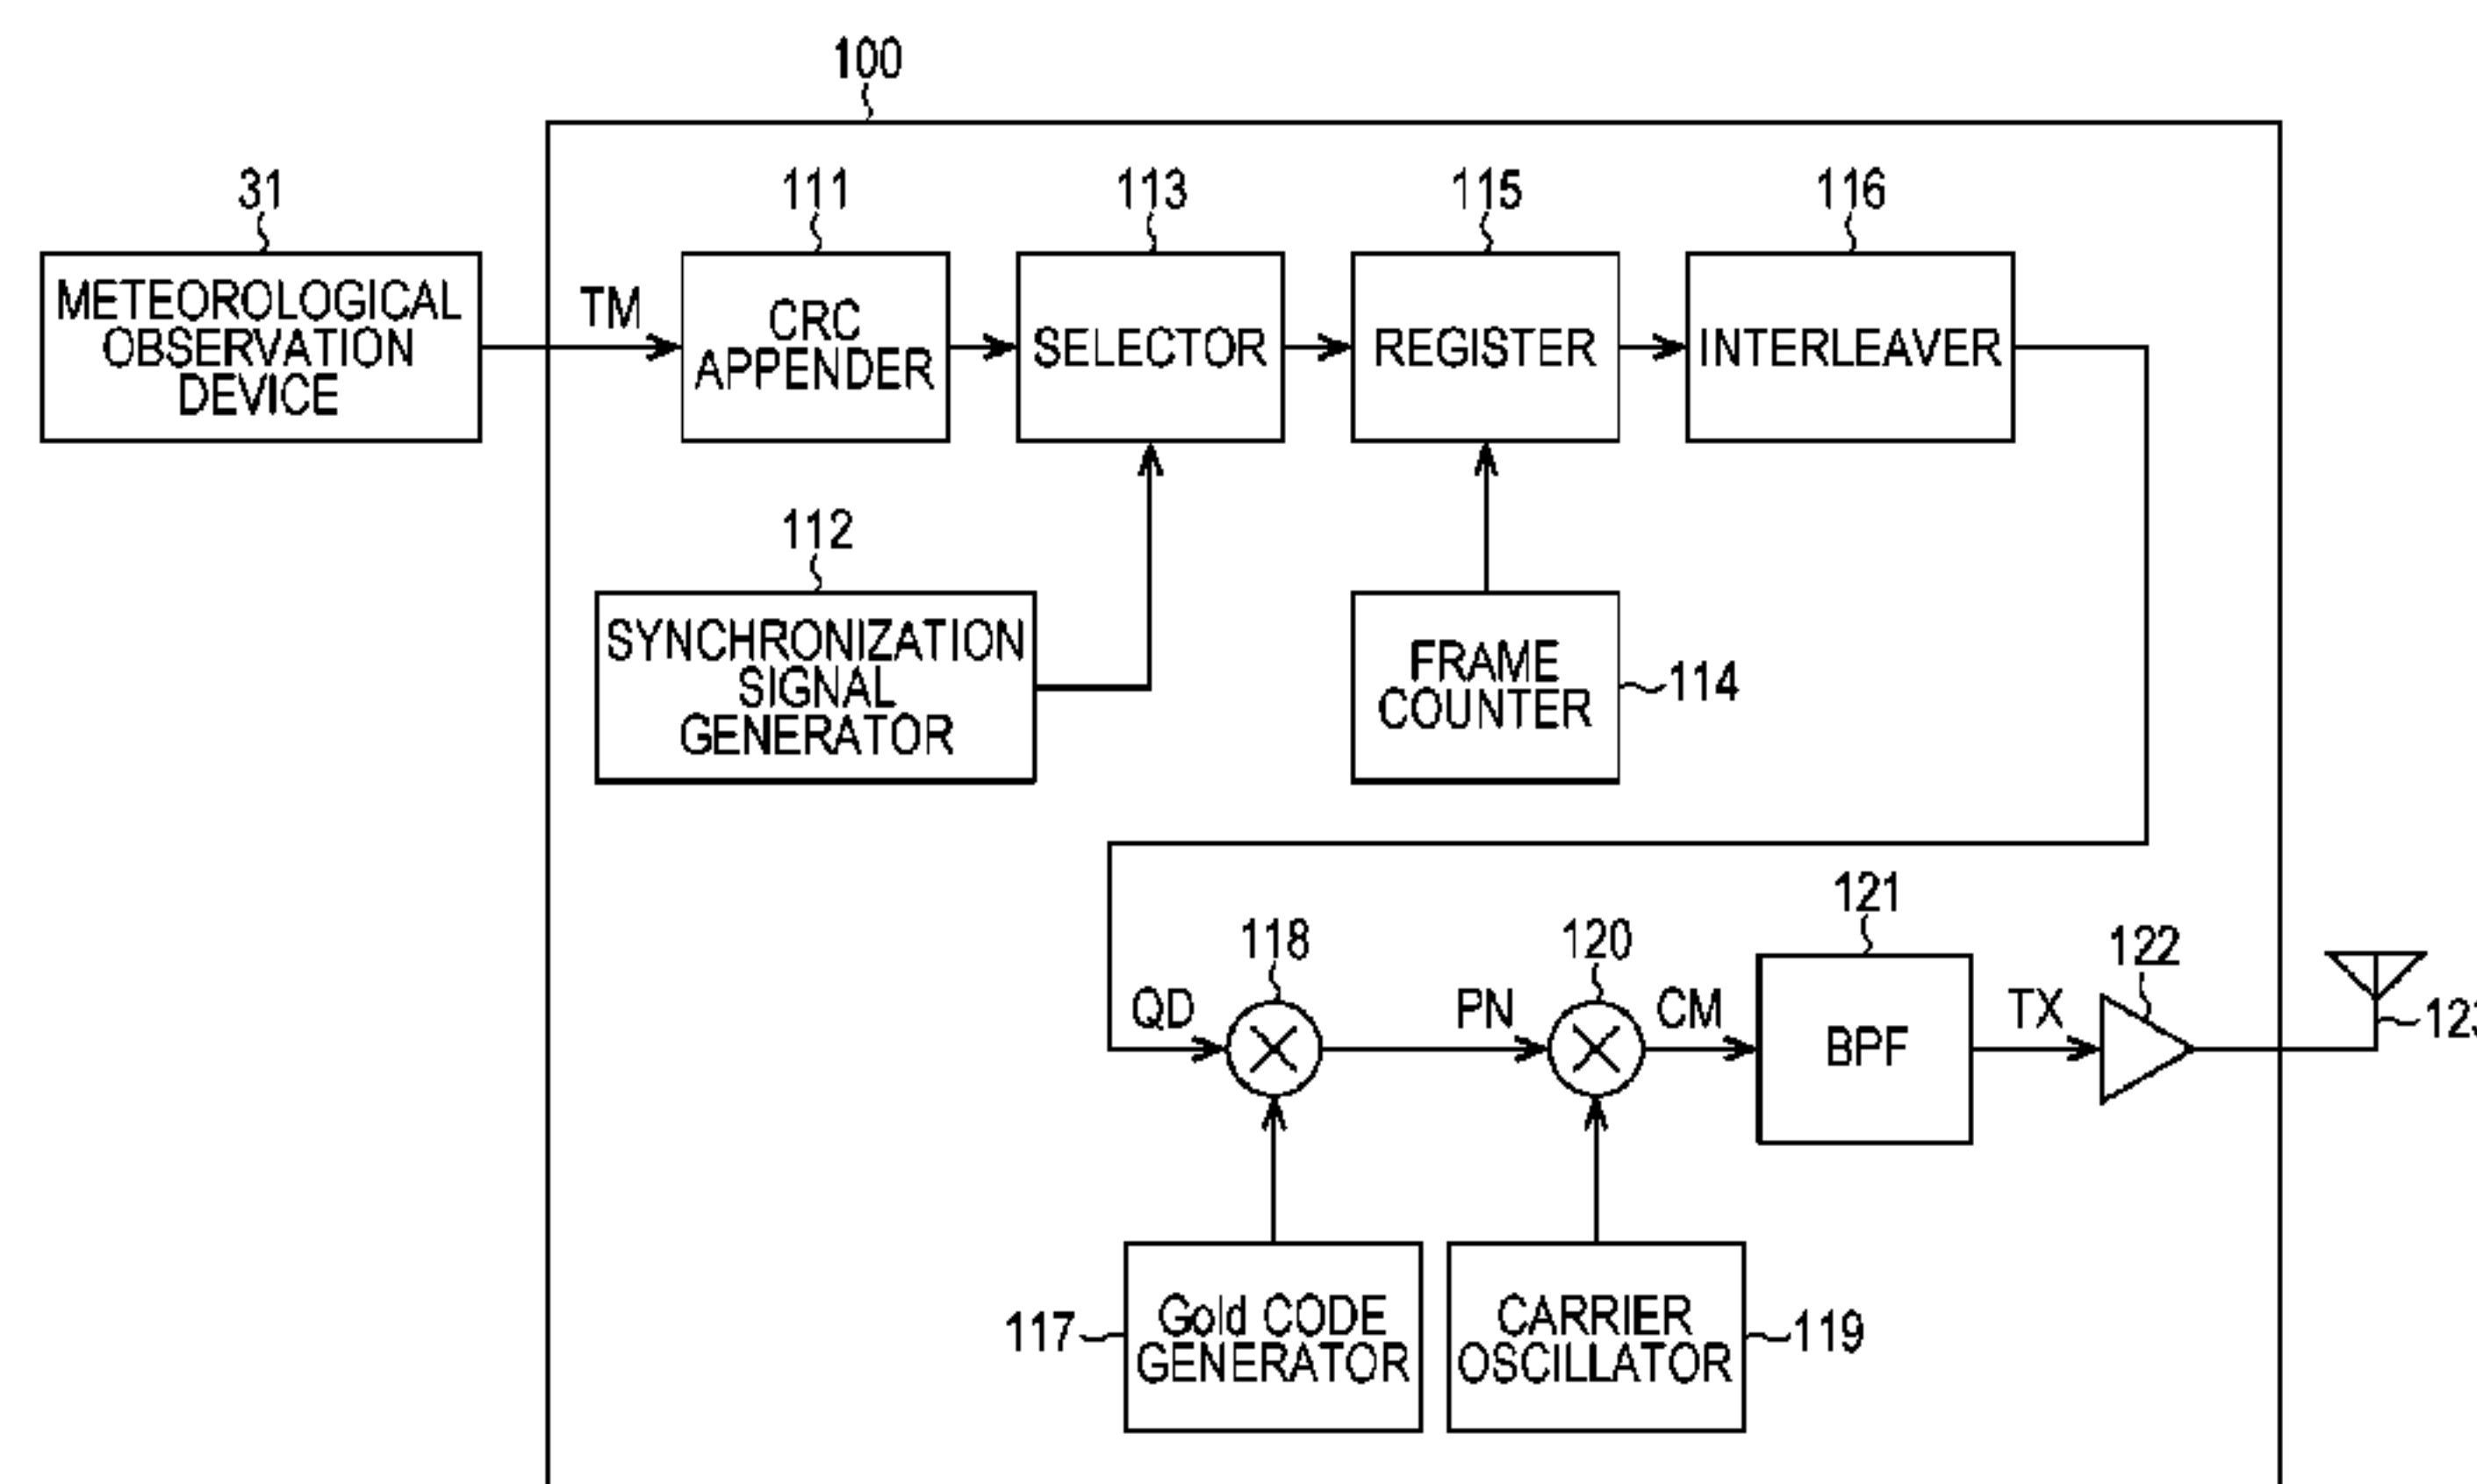 100
31
111
113
115
116
METEOROLOGICAL
OBSERVATION
DEVICE
TM
CRC
APPENDER
SELECTOR
REGISTER
INTERLEAVER
112
SYNCHRONIZATION
SIGNAL
GENERATOR
FRAME
COUNTER
114
118
120
121
122
QD
PN
CM
BPF
TX
117
Gold CODE
GENERATOR
CARRIER
OSCILLATOR
119